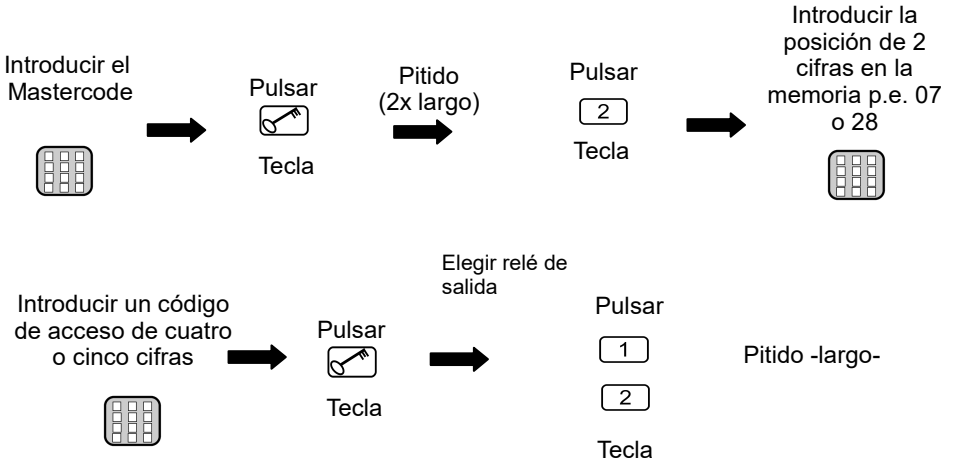 Introducir el
Mastercode
Pulsar
Tecla
Pitido
(2x largo)
Pulsar
2
Tecla
Introducir la
posición de 2
cifras en la
memoria p.e. 07
o 28
Introducir un código
de acceso de cuatro
o cinco cifras
Pulsar
Tecla
Elegir relé de
salida
Pulsar
1
2
Tecla
Pitido -largo-